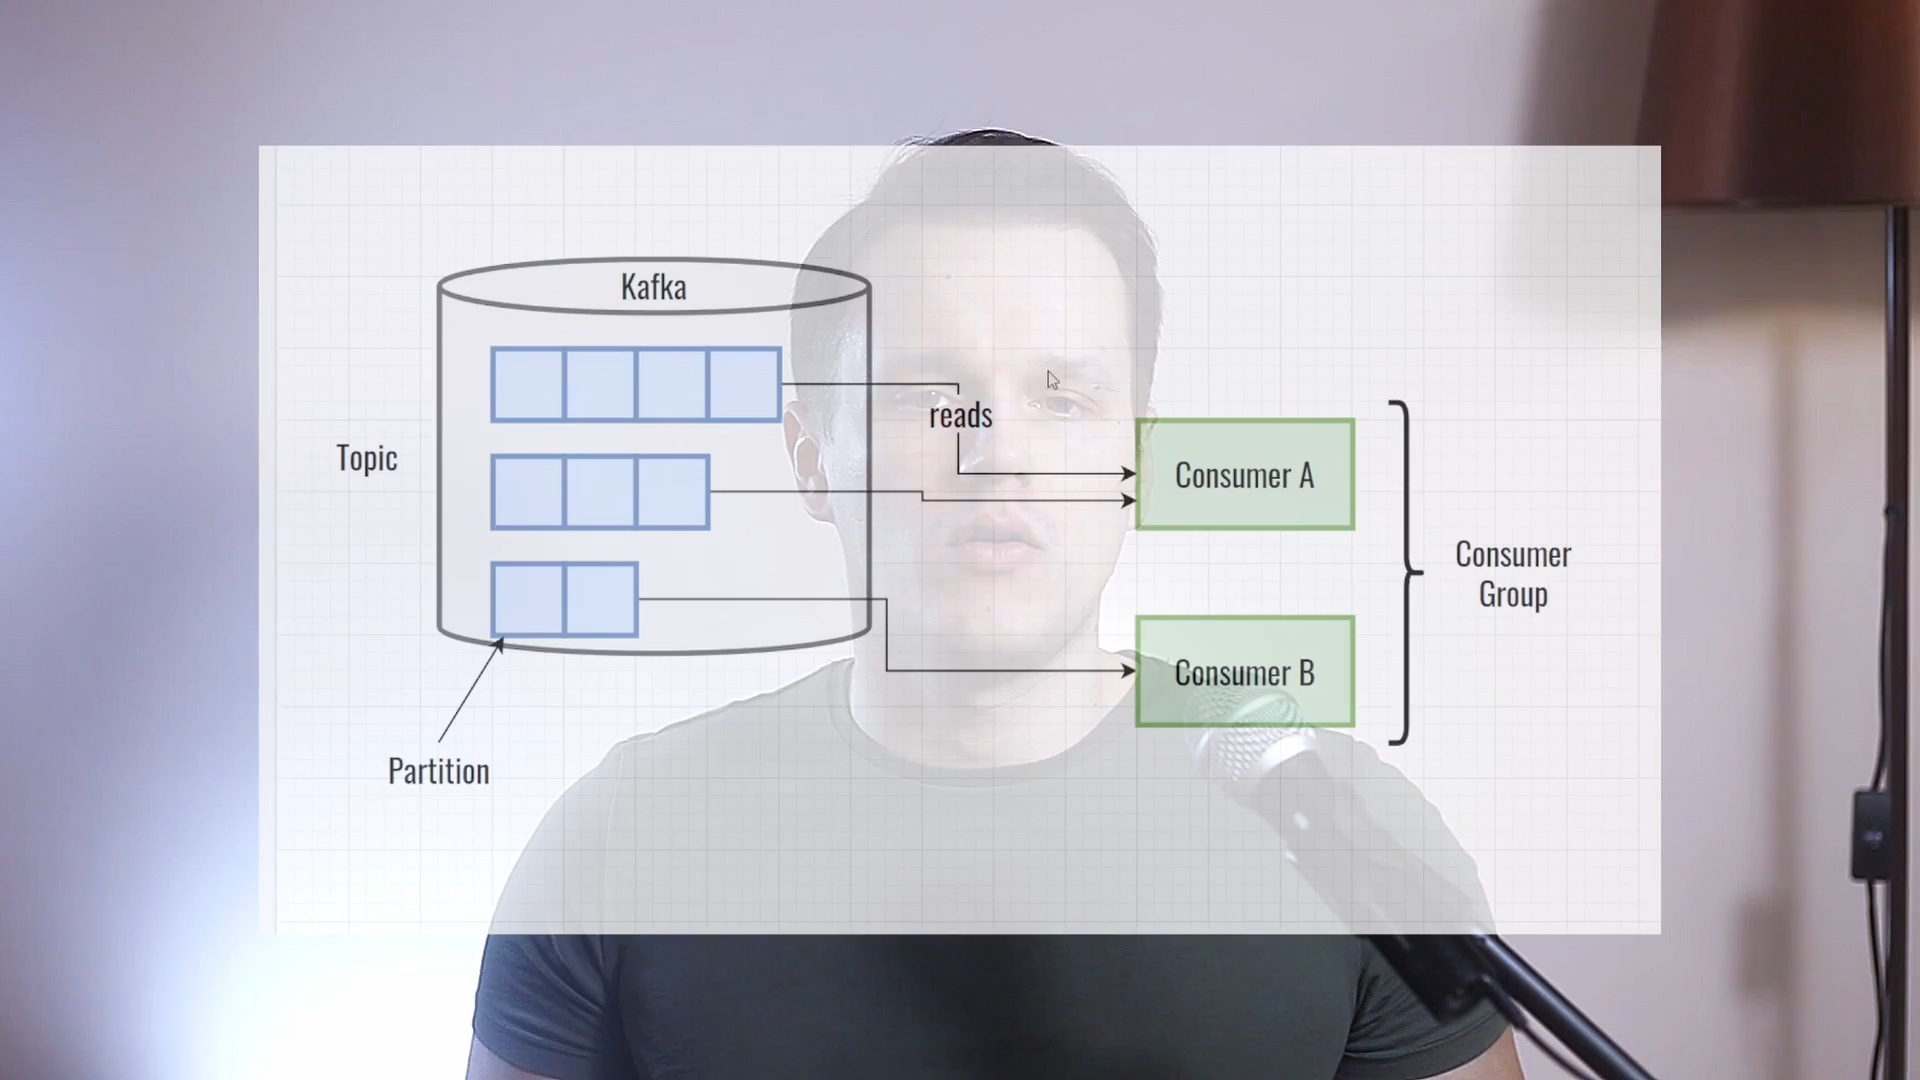 Kafka
Topic
reads
Consumer A
Consumer
Group
Consumer B
Partition